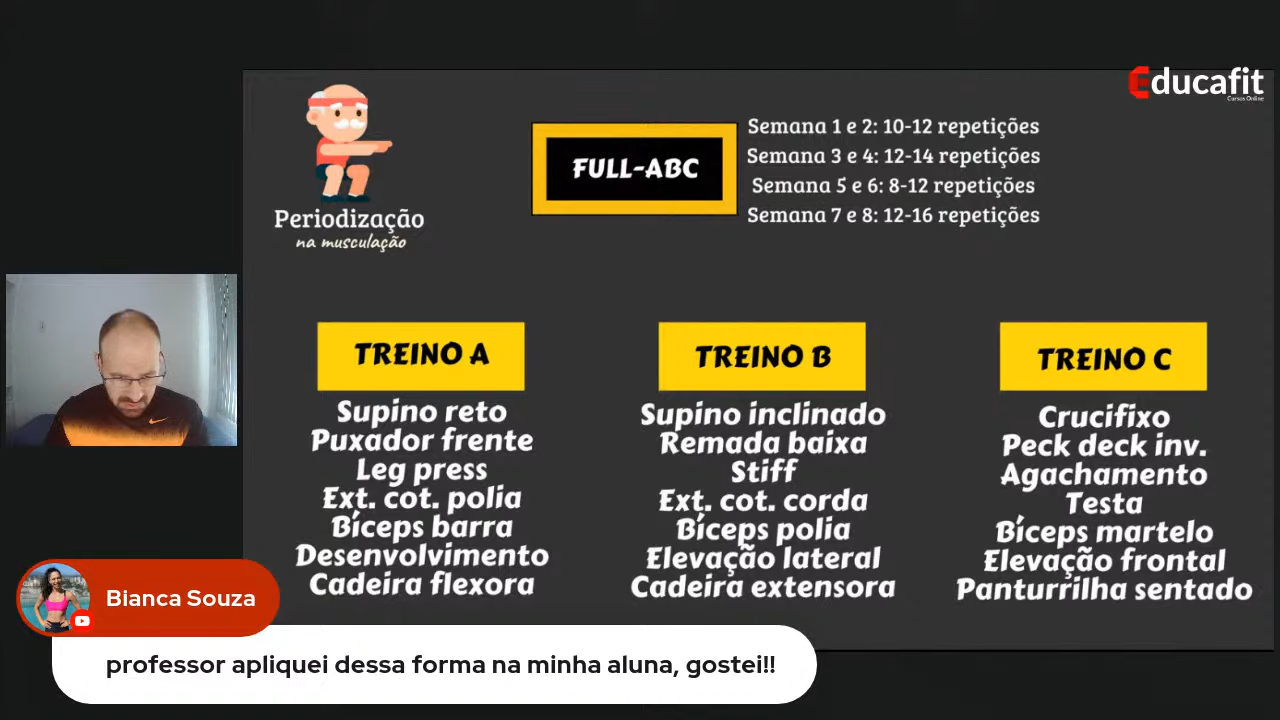 Educafit
Cursos Online
Periodização
na musculação
FULL-ABC
Semana 1 e 2: 10-12 repetições
Semana 3 e 4: 12-14 repetições
Semana 5 e 6: 8-12 repetições
Semana 7 e 8: 12-16 repetições
TREINO A
Supino reto
Puxador frente
Leg press
Ext. cot. polia
Bíceps barra
Desenvolvimento
Cadeira flexora
TREINO B
Supino inclinado
Remada baixa
Stiff
Ext. cot. corda
Bíceps polia
Elevação lateral
Cadeira extensora
TREINO C
Crucifixo
Peck deck inv.
Agachamento
Testa
Bíceps martelo
Elevação frontal
Panturrilha sentado
Bianca Souza
professor apliquei dessa forma na minha aluna, gostei!!